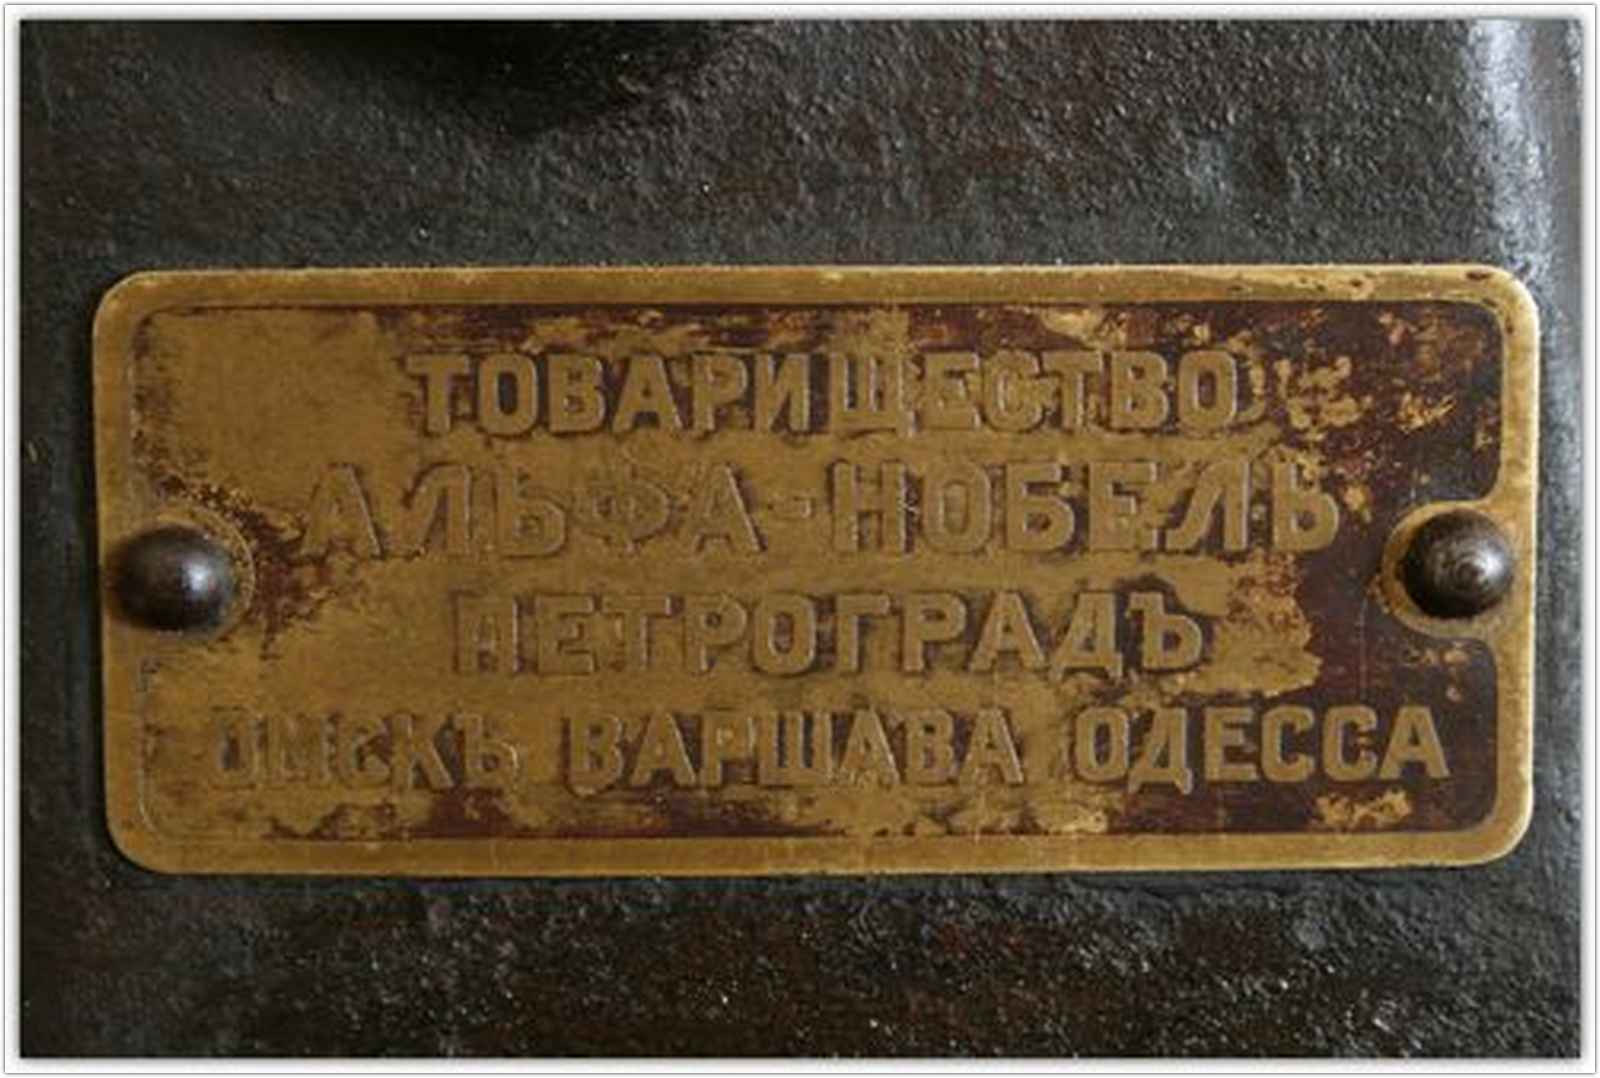 ТОВАРИЩЕСТВО
АЛЬФА-НОБЕЛЬ
ПЕТРОГРАДЪ
ОМСКЪ ВАРШАВА ОДЕССА